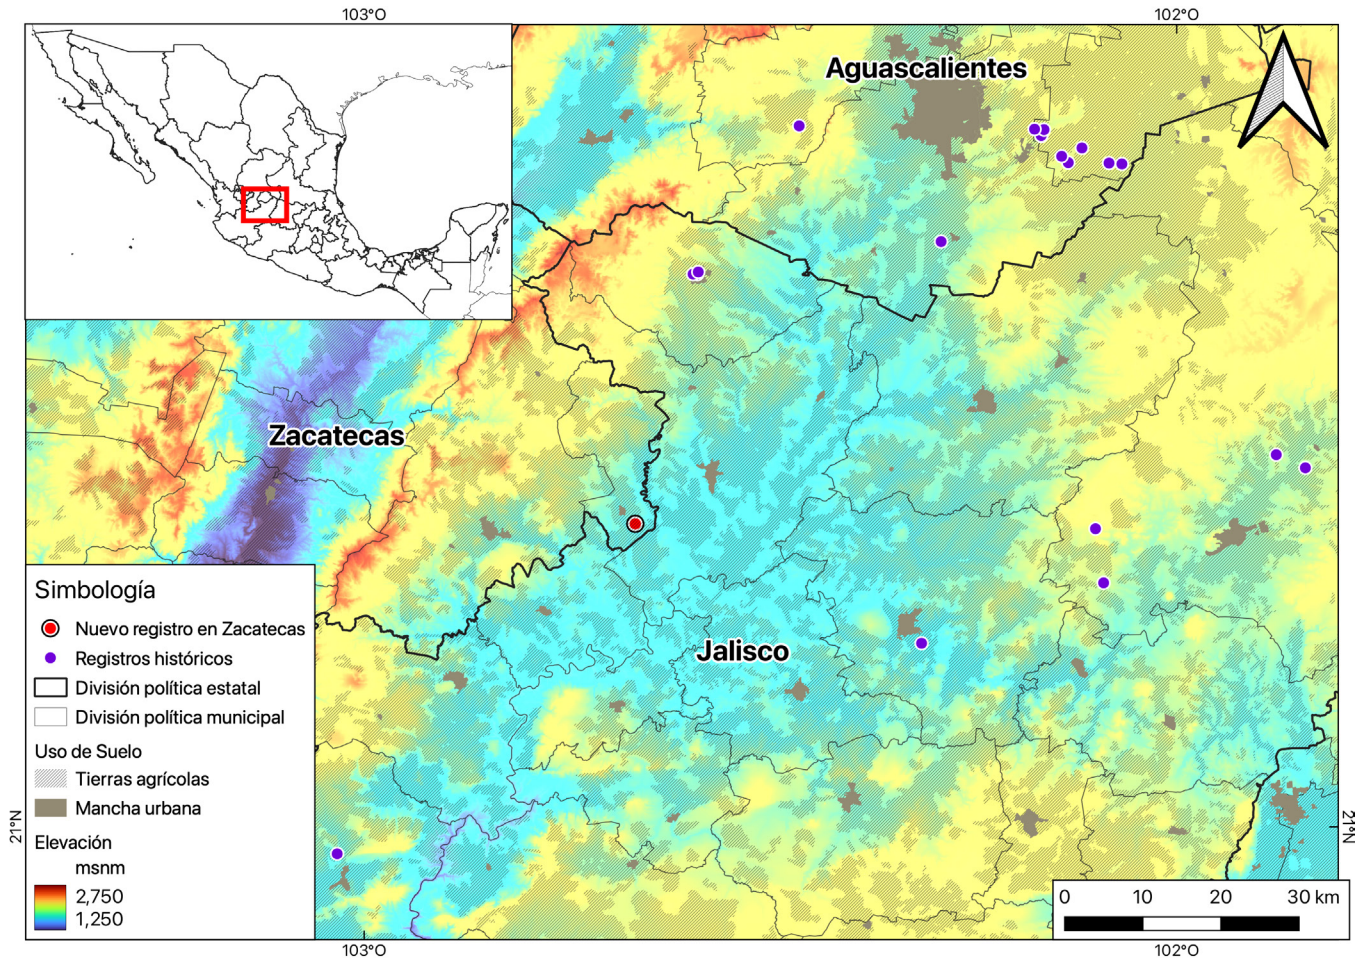 103°O
102°O
Aguascalientes
Zacatecas
Jalisco
Simbología
Nuevo registro en Zacatecas
Registros históricos
División política estatal
División política municipal
Uso de Suelo
Tierras agrícolas
Mancha urbana
Elevación
msnm
2,750
1,250
21°N
21°N
0 10 20 30 km
103°O
102°O